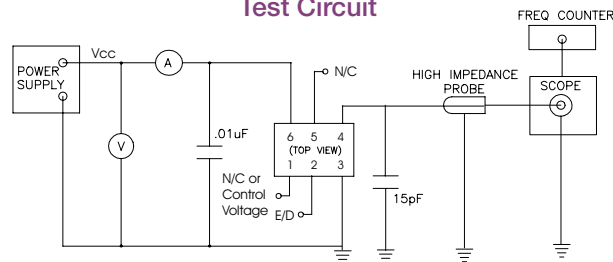 Test Circuit
FREQ COUNTER
Vcc
A
N/C
HIGH IMPEDANCE
PROBE
SCOPE
POWER
SUPPLY
V
.01uF
6 5 4
(TOP VIEW)
1 2 3
N/C or
Control
Voltage
E/D
15pF